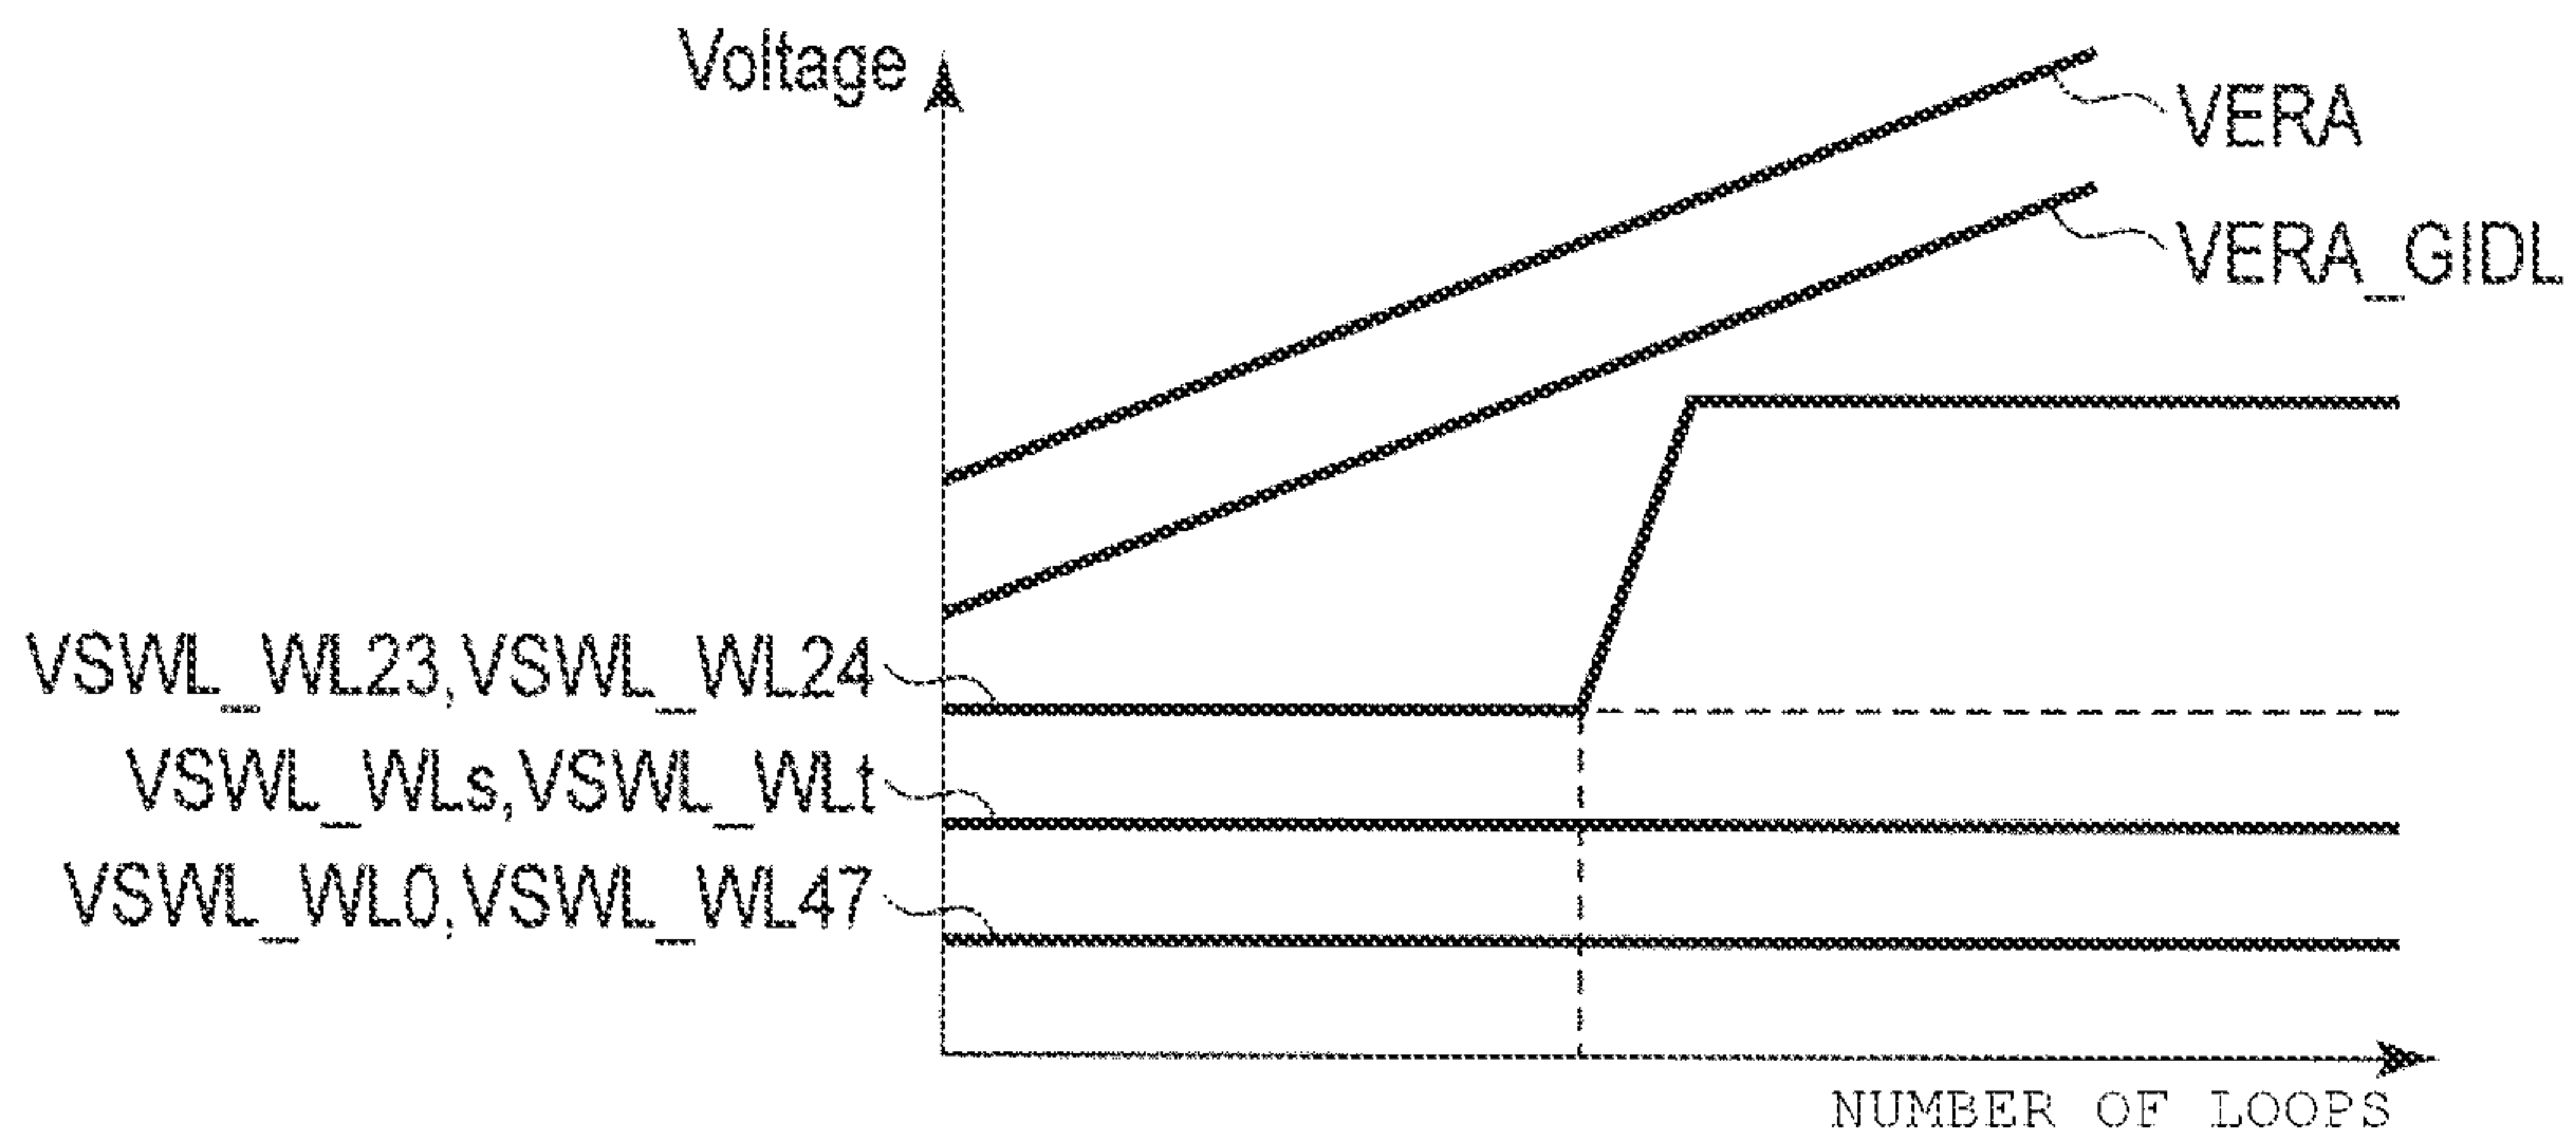 Voltage
VERA
VERA_GIDL
VSWL_WL23,VSWL_WL24
VSWL_WLs,VSWL_WLt
VSWL_WL0,VSWL_WL47
NUMBER OF LOOPS